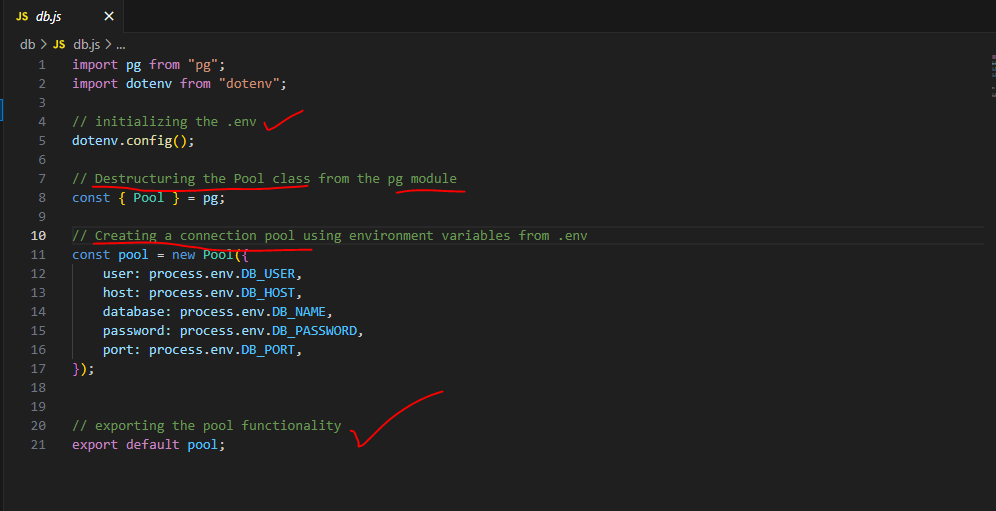 JS db.js ×
db > JS db.js > ...
1 import pg from "pg";
2 import dotenv from "dotenv";
3
4 // initializing the .env
5 dotenv.config();
6
7 // Destructuring the Pool class from the pg module
8 const { Pool } = pg;
9
10 // Creating a connection pool using environment variables from .env
11 const pool = new Pool({
12     user: process.env.DB_USER,
13     host: process.env.DB_HOST,
14     database: process.env.DB_NAME,
15     password: process.env.DB_PASSWORD,
16     port: process.env.DB_PORT,
17 });
18
19
20 // exporting the pool functionality
21 export default pool;